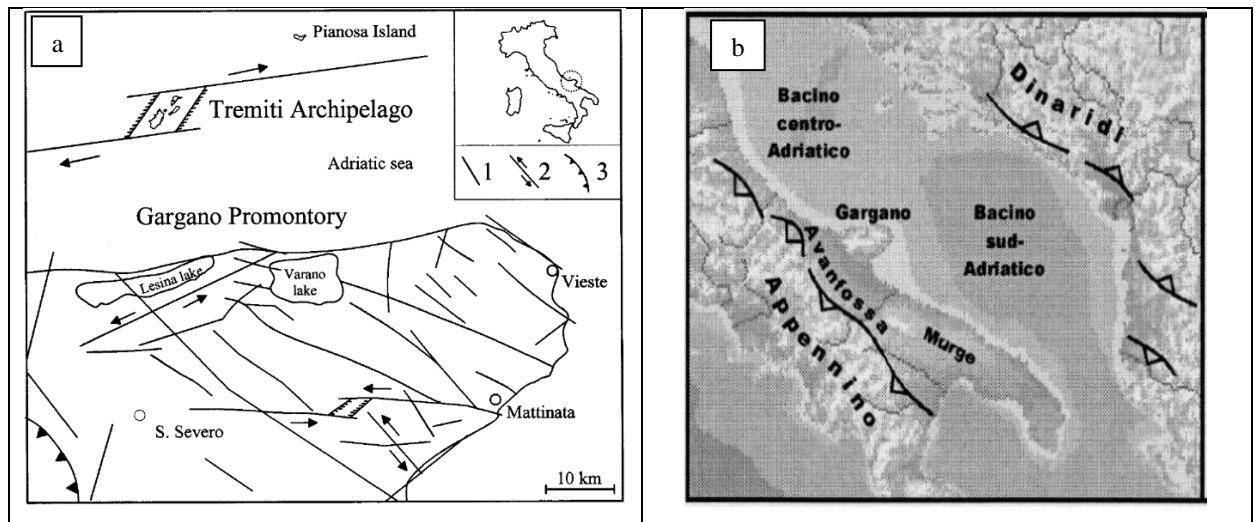 a
Pianosa Island
Tremiti Archipelago
Adriatic sea
1
2
3
Gargano Promontory
Lesina lake
Varano
lake
Vieste
Mattinata
S. Severo
10 km
b
Dinaridi
Bacino
centro-
Adriatico
Gargano
Bacino
sud-
Adriatico
Avanfossa
Appennino
Murge